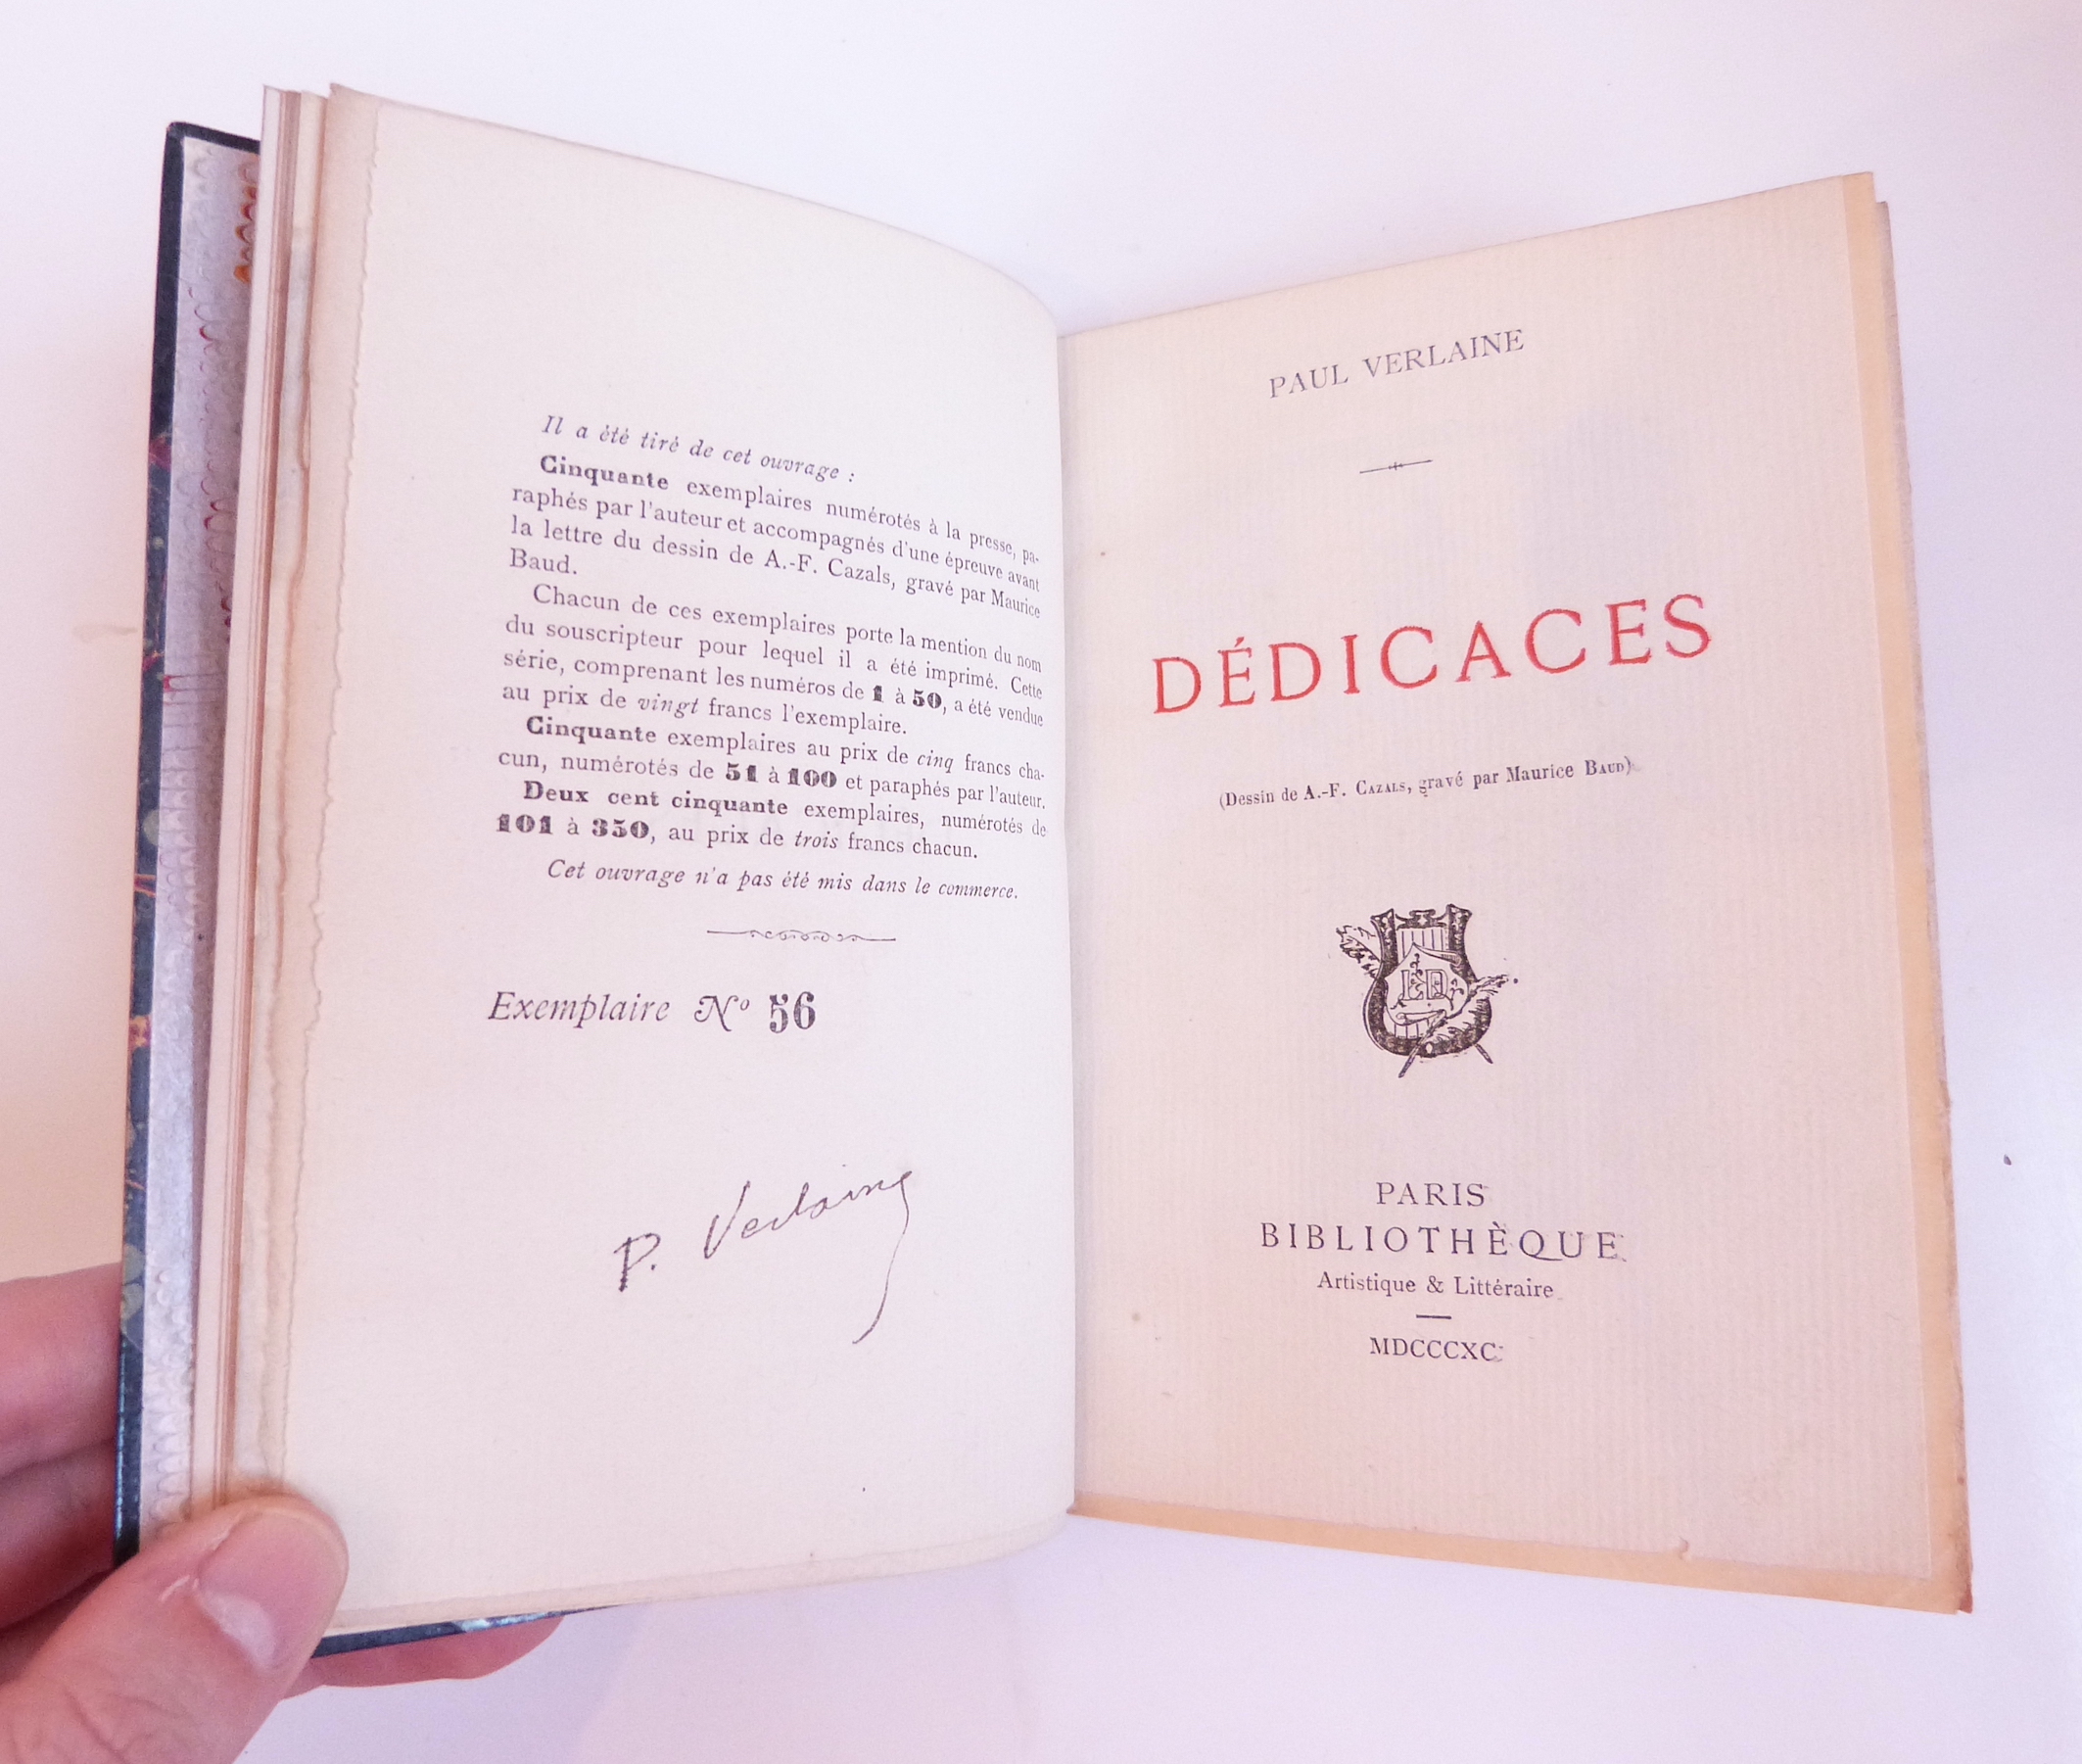 Il a été tiré de cet ouvrage :
Cinquante exemplaires numérotés à la presse, pa-
raphés par l'auteur et accompagnés d'une épreuve avant
la lettre du dessin de A.-F. Cazals, gravé par Maurice
Baud.
Chacun de ces exemplaires porte la mention du nom
du souscripteur pour lequel il a été imprimé. Cette
série, comprenant les numéros de 1 à 50, a été vendue
au prix de vingt francs l'exemplaire.
Cinquante exemplaires au prix de cinq francs cha-
cun, numérotés de 51 à 100 et paraphés par l'auteur.
Deux cent cinquante exemplaires, numérotés de
101 à 350, au prix de trois francs chacun.
Cet ouvrage n'a pas été mis dans le commerce.
Exemplaire Nº 56
P. Verlaine
PAUL VERLAINE
DÉDICACES
(Dessin de A.-F. CAZALS, gravé par Maurice BAUD)
LD
PARIS
BIBLIOTHÈQUE
Artistique & Littéraire
MDCCCXC